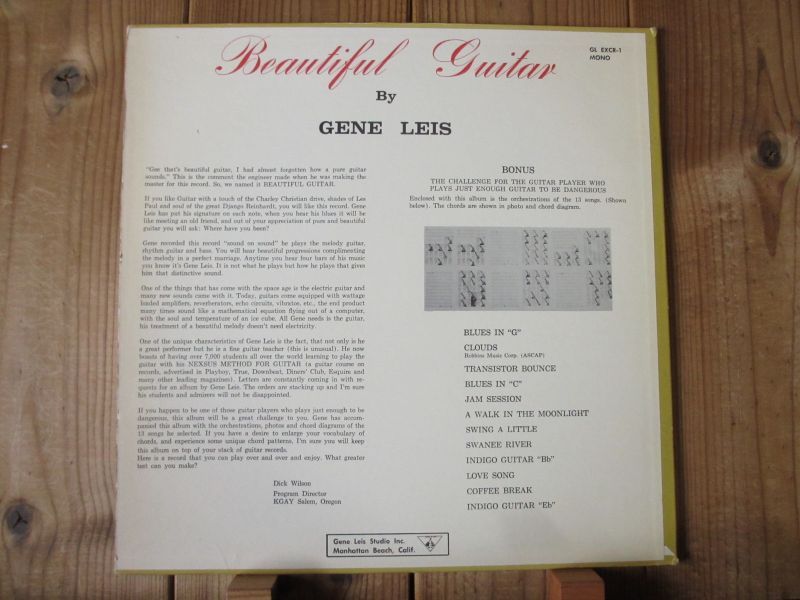 Beautiful Guitar
GL EXCR-1
MONO
By
GENE LEIS
"Gee that's beautiful guitar, I had almost forgotten how a pure guitar
sounds." This is the comment the engineer made when he was making the
master for this record. So, we named it BEAUTIFUL GUITAR.
If you like Guitar with a touch of the Charley Christian drive, shades of Les
Paul and soul of the great Django Reinhardt, you will like this record. Gene
Leis has put his signature on each note, when you hear his blues it will be
like meeting an old friend, and out of your appreciation of pure and beautiful
guitar you will ask: Where have you been?
Gene recorded this record "sound on sound" he plays the melody guitar,
rhythm guitar and bass. You will hear beautiful progressions complimenting
the melody in a perfect marriage. Anytime you hear four bars of his music
you know it's Gene Leis. It is not what he plays but how he plays that gives
him that distinctive sound.
One of the things that has come with the space age is the electric guitar and
many new sounds came with it. Today, guitars come equipped with wattage
loaded amplifiers, reverberators, echo circuits, vibratos, etc., the end product
many times sound like a mathematical equation flying out of a computer,
with the soul and temperature of an ice cube. All Gene needs is the guitar,
his treatment of a beautiful melody doesn't need electricity.
One of the unique characteristics of Gene Leis is the fact, that not only is he
a great performer but he is a fine guitar teacher (this is unusual). He now
boasts of having over 7,000 students all over the world learning to play the
guitar with his NEXSUS METHOD FOR GUITAR (a guitar course on
records, advertised in Playboy, True, Downbeat, Diners' Club, Esquire and
many other leading magazines). Letters are constantly coming in with re-
quests for an album by Gene Leis. The orders are stacking up and I'm sure
his students and admirers will not be disappointed.
If you happen to be one of those guitar players who plays just enough to be
dangerous, this album will be a great challenge to you. Gene has accom-
panied this album with the orchestrations, photos and chord diagrams of the
13 songs he selected. If you have a desire to enlarge your vocabulary of
chords, and experience some unique chord patterns, I'm sure you will keep
this album on top of your stack of guitar records.
Here is a record that you can play over and over and enjoy. What greater
test can you make?
Dick Wilson
Program Director
KGAY Salem, Oregon
BONUS
THE CHALLENGE FOR THE GUITAR PLAYER WHO
PLAYS JUST ENOUGH GUITAR TO BE DANGEROUS
Enclosed with this album is the orchestrations of the 13 songs. (Shown
below). The chords are shown in photo and chord diagram.
BLUES IN "G"
CLOUDS
Robbins Music Corp. (ASCAP)
TRANSISTOR BOUNCE
BLUES IN "C"
JAM SESSION
A WALK IN THE MOONLIGHT
SWING A LITTLE
SWANEE RIVER
INDIGO GUITAR "Bb"
LOVE SONG
COFFEE BREAK
INDIGO GUITAR "Eb"
Gene Leis Studio Inc.
Manhattan Beach, Calif.